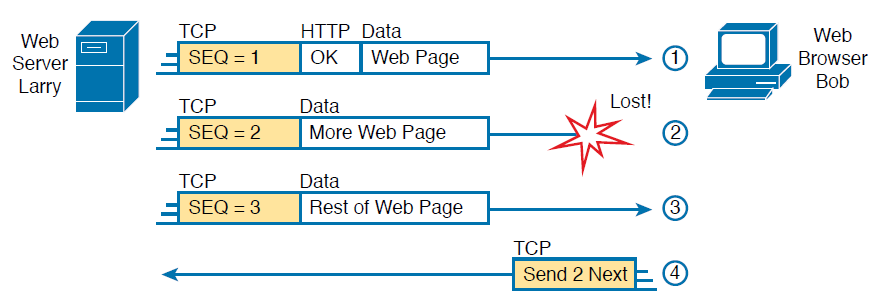 Web
Server
Larry
TCP HTTP Data
SEQ = 1 OK Web Page
1
Web
Browser
Bob
TCP Data
SEQ = 2 More Web Page
Lost!
2
TCP Data
SEQ = 3 Rest of Web Page
3
TCP
Send 2 Next
4